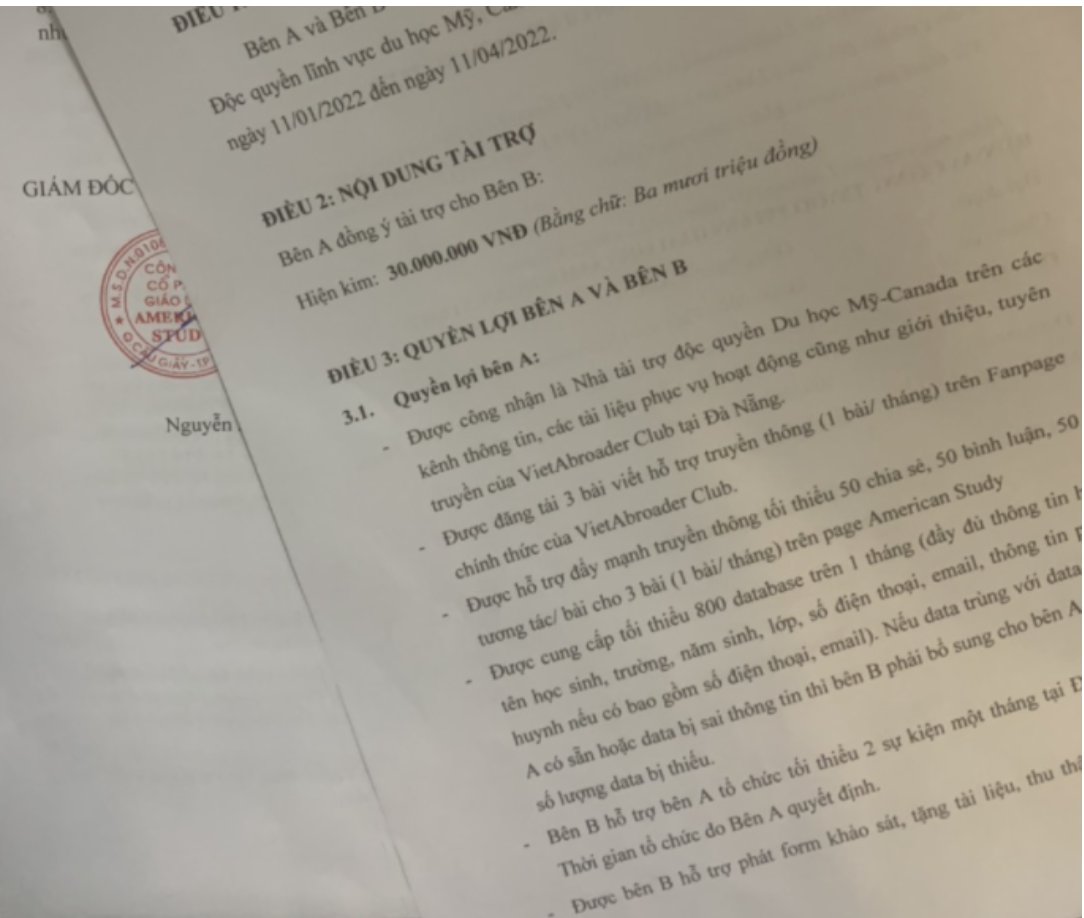 nh
GIÁM ĐỐC
M.S.D.N:0106
CÔN
CỔ P
GIÁO
AMERI
STUD
Q CẦU GIẤY-TP
Nguyễn
ĐIỀU
Bên A và Bên
Độc quyền lĩnh vực du học Mỹ, Ca
ngày 11/01/2022 đến ngày 11/04/2022.
ĐIỀU 2: NỘI DUNG TÀI TRỢ
Bên A đồng ý tài trợ cho Bên B:
Hiện kim: 30.000.000 VNĐ (Bằng chữ: Ba mươi triệu đồng)
ĐIỀU 3: QUYỀN LỢI BÊN A VÀ BÊN B
3.1. Quyền lợi bên A:
- Được công nhận là Nhà tài trợ độc quyền Du học Mỹ-Canada trên các
kênh thông tin, các tài liệu phục vụ hoạt động cũng như giới thiệu, tuyên
truyền của VietAbroader Club tại Đà Nẵng.
- Được đăng tải 3 bài viết hỗ trợ truyền thông (1 bài/ tháng) trên Fanpage
chính thức của VietAbroader Club.
- Được hỗ trợ đẩy mạnh truyền thông tối thiểu 50 chia sẻ, 50 bình luận, 50
tương tác/ bài cho 3 bài (1 bài/ tháng) trên page American Study
- Được cung cấp tối thiểu 800 database trên 1 tháng (đầy đủ thông tin h
tên học sinh, trường, năm sinh, lớp, số điện thoại, email, thông tin p
huynh nếu có bao gồm số điện thoại, email). Nếu data trùng với data
A có sẵn hoặc data bị sai thông tin thì bên B phải bổ sung cho bên A
số lượng data bị thiếu.
- Bên B hỗ trợ bên A tổ chức tối thiểu 2 sự kiện một tháng tại Đ
Thời gian tổ chức do Bên A quyết định.
- Được bên B hỗ trợ phát form khảo sát, tặng tài liệu, thu thậ